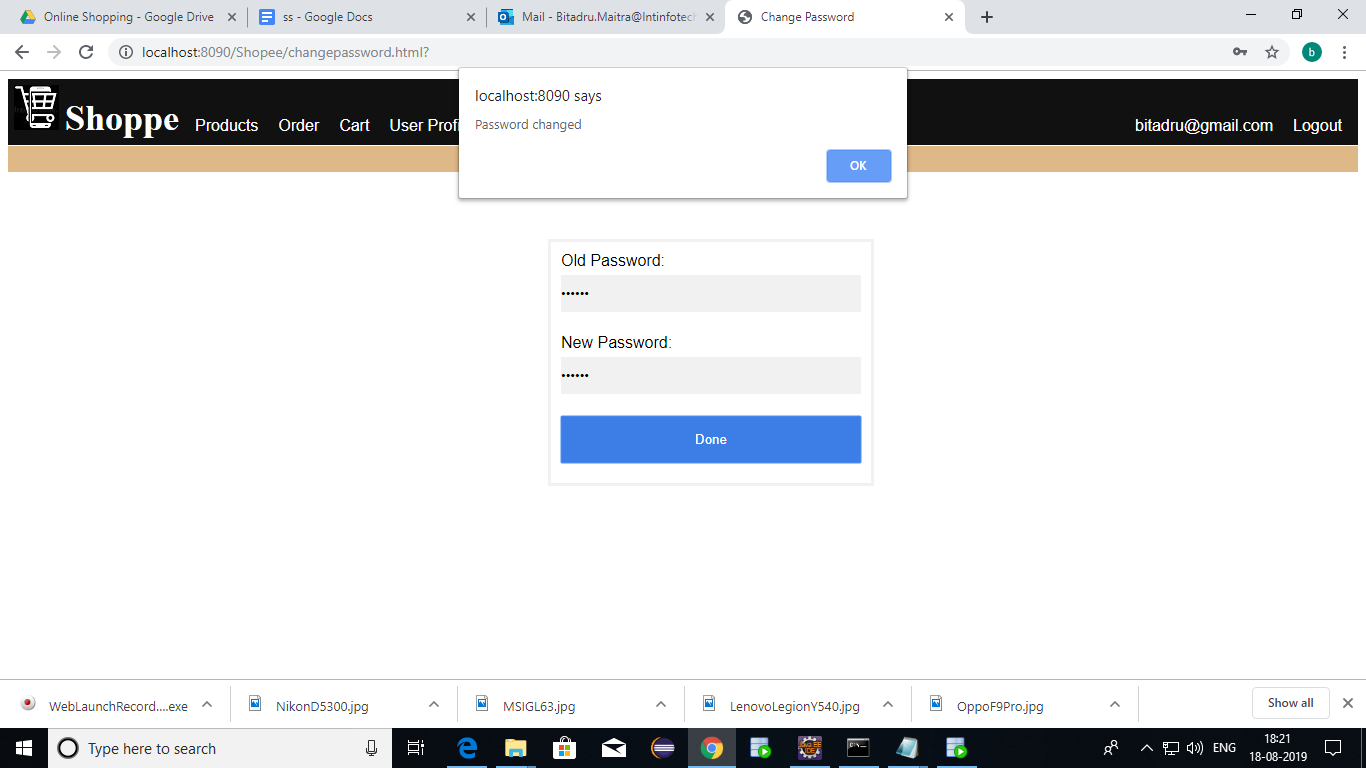 Online Shopping - Google Drive
ss - Google Docs
Mail - Bitadru.Maitra@Intinfotech
Change Password
localhost:8090/Shopee/changepassword.html?
b
localhost:8090 says
Password changed
OK
Shoppe
Products
Order
Cart
User Profi
bitadru@gmail.com
Logout
Old Password:
••••••
New Password:
••••••
Done
WebLaunchRecord....exe
NikonD5300.jpg
MSIGL63.jpg
LenovoLegionY540.jpg
OppoF9Pro.jpg
Show all
Type here to search
ENG
18:21
18-08-2019